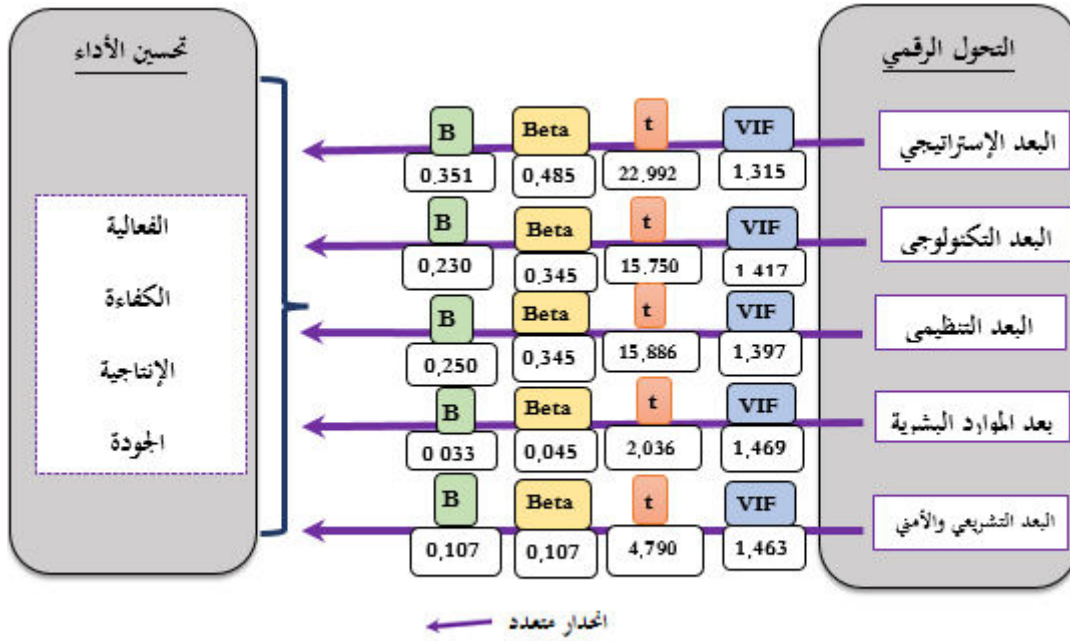 التحول الرقمي
تحسين الأداء
البعد الإستراتيجي
VIF t Beta B
1,315 22,992 0,485 0,351
البعد التكنولوجي
VIF t Beta B
1 417 15,750 0,345 0,230
البعد التنظيمي
VIF t Beta B
1,397 15,886 0,345 0,250
بعد الموارد البشرية
VIF t Beta B
1,469 2,036 0,045 0 033
البعد التشريعي والأمني
VIF t Beta B
1,463 4,790 0,107 0,107
الفعالية
الكفاءة
الإنتاجية
الجودة
انحدار متعدد